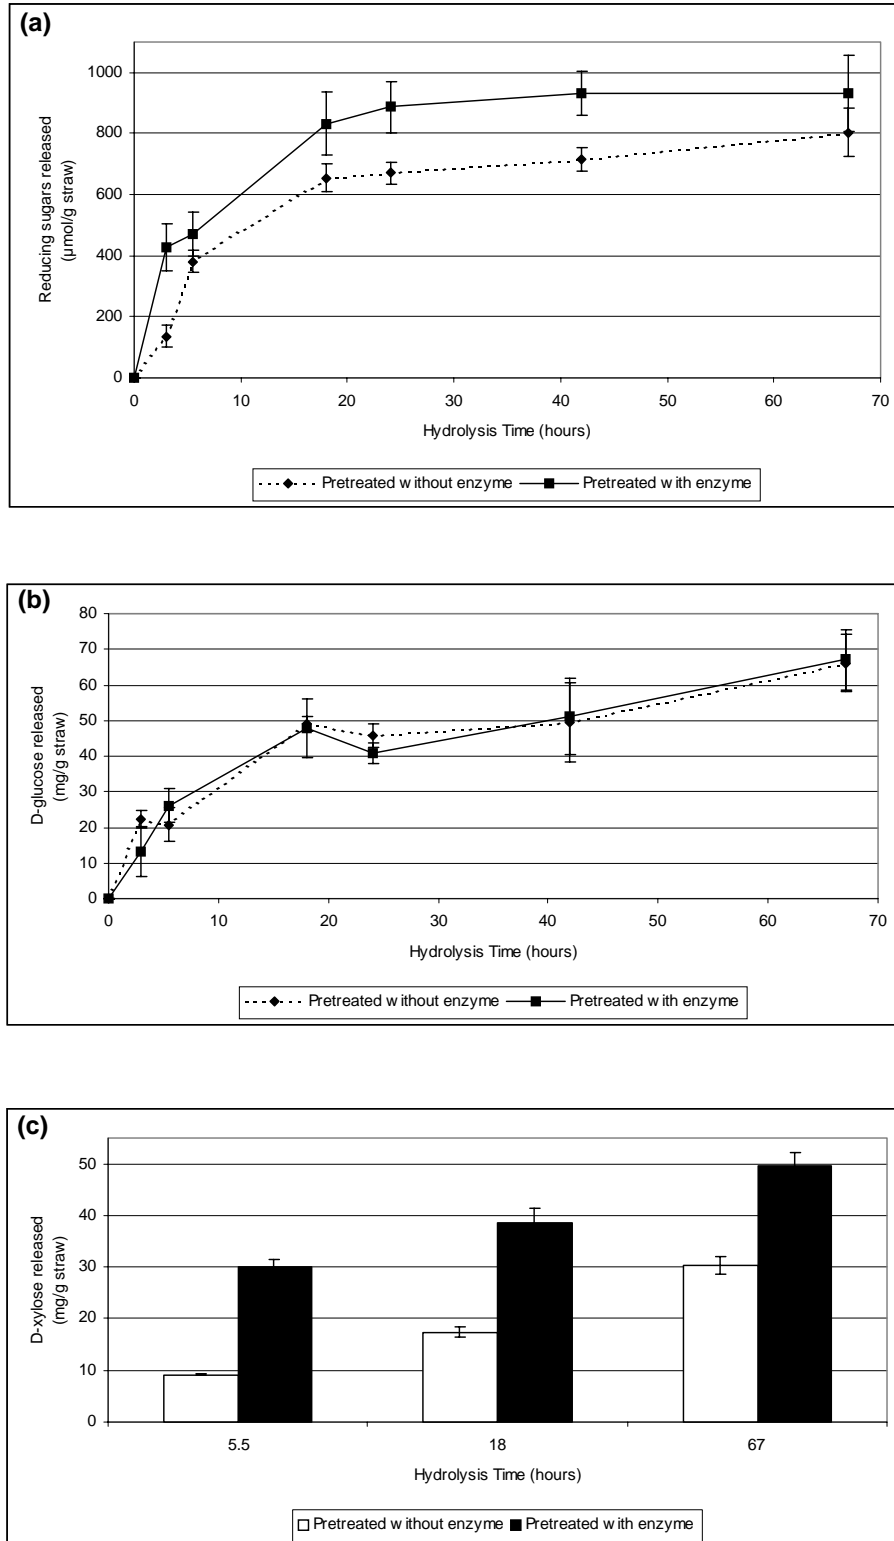 (a)
1000
800
600
400
200
0
0 10 20 30 40 50 60 70
Reducing sugars released
(µmol/g straw)
Hydrolysis Time (hours)
Pretreated without enzyme Pretreated with enzyme
(b)
80
70
60
50
40
30
20
10
0
0 10 20 30 40 50 60 70
D-glucose released
(mg/g straw)
Hydrolysis Time (hours)
Pretreated without enzyme Pretreated with enzyme
(c)
50
40
30
20
10
0
5.5 18 67
D-xylose released
(mg/g straw)
Hydrolysis Time (hours)
Pretreated without enzyme Pretreated with enzyme